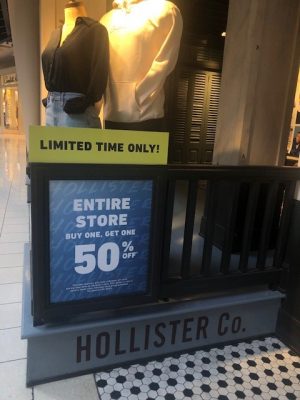 LIMITED TIME ONLY!
ENTIRE
STORE
BUY ONE, GET ONE
50% OFF*
HOLLISTER Co.